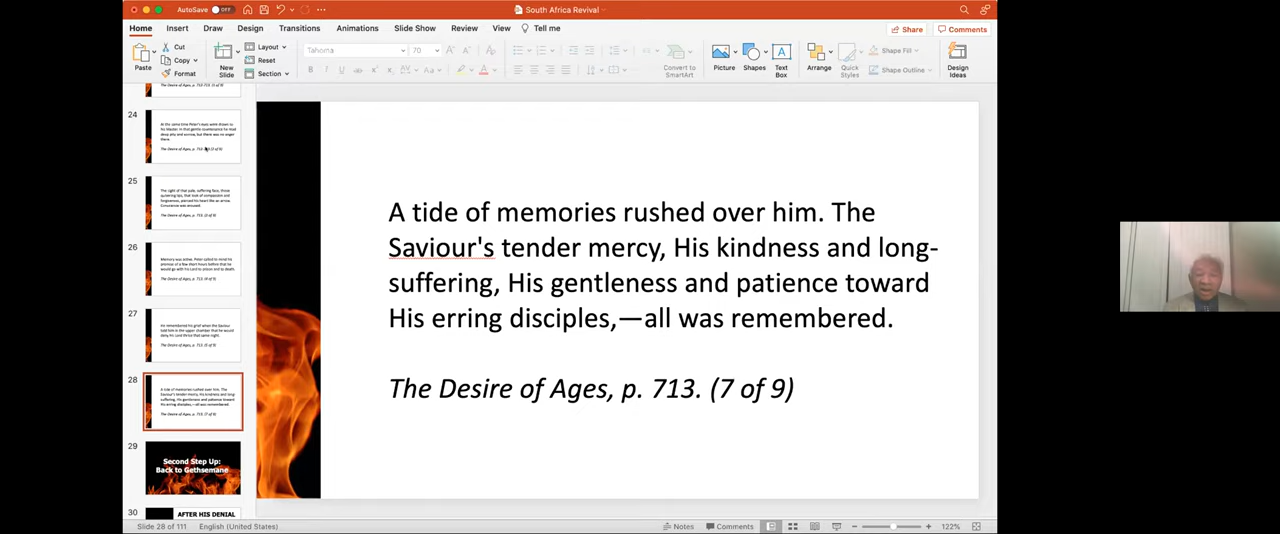 AutoSave OFF South Africa Revival
Home Insert Draw Design Transitions Animations Slide Show Review View Tell me Share Comments
Paste Cut Copy Format New Slide Layout Reset Section Tahoma 70 Convert to SmartArt Picture Shapes Text Box Arrange Quick Styles Shape Fill Shape Outline Design Ideas
24
25
26
27
28
29
Second Step Up:
Back to Gethsemane
30
AFTER HIS DENIAL
A tide of memories rushed over him. The
Saviour's tender mercy, His kindness and long-
suffering, His gentleness and patience toward
His erring disciples,—all was remembered.
The Desire of Ages, p. 713. (7 of 9)
Slide 28 of 111 English (United States) Notes Comments 122%